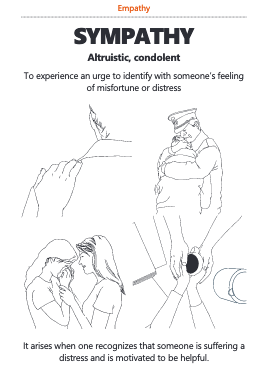 Empathy
SYMPATHY
Altruistic, condolent
To experience an urge to identify with someone's feeling
of misfortune or distress
It arises when one recognizes that someone is suffering a
distress and is motivated to be helpful.